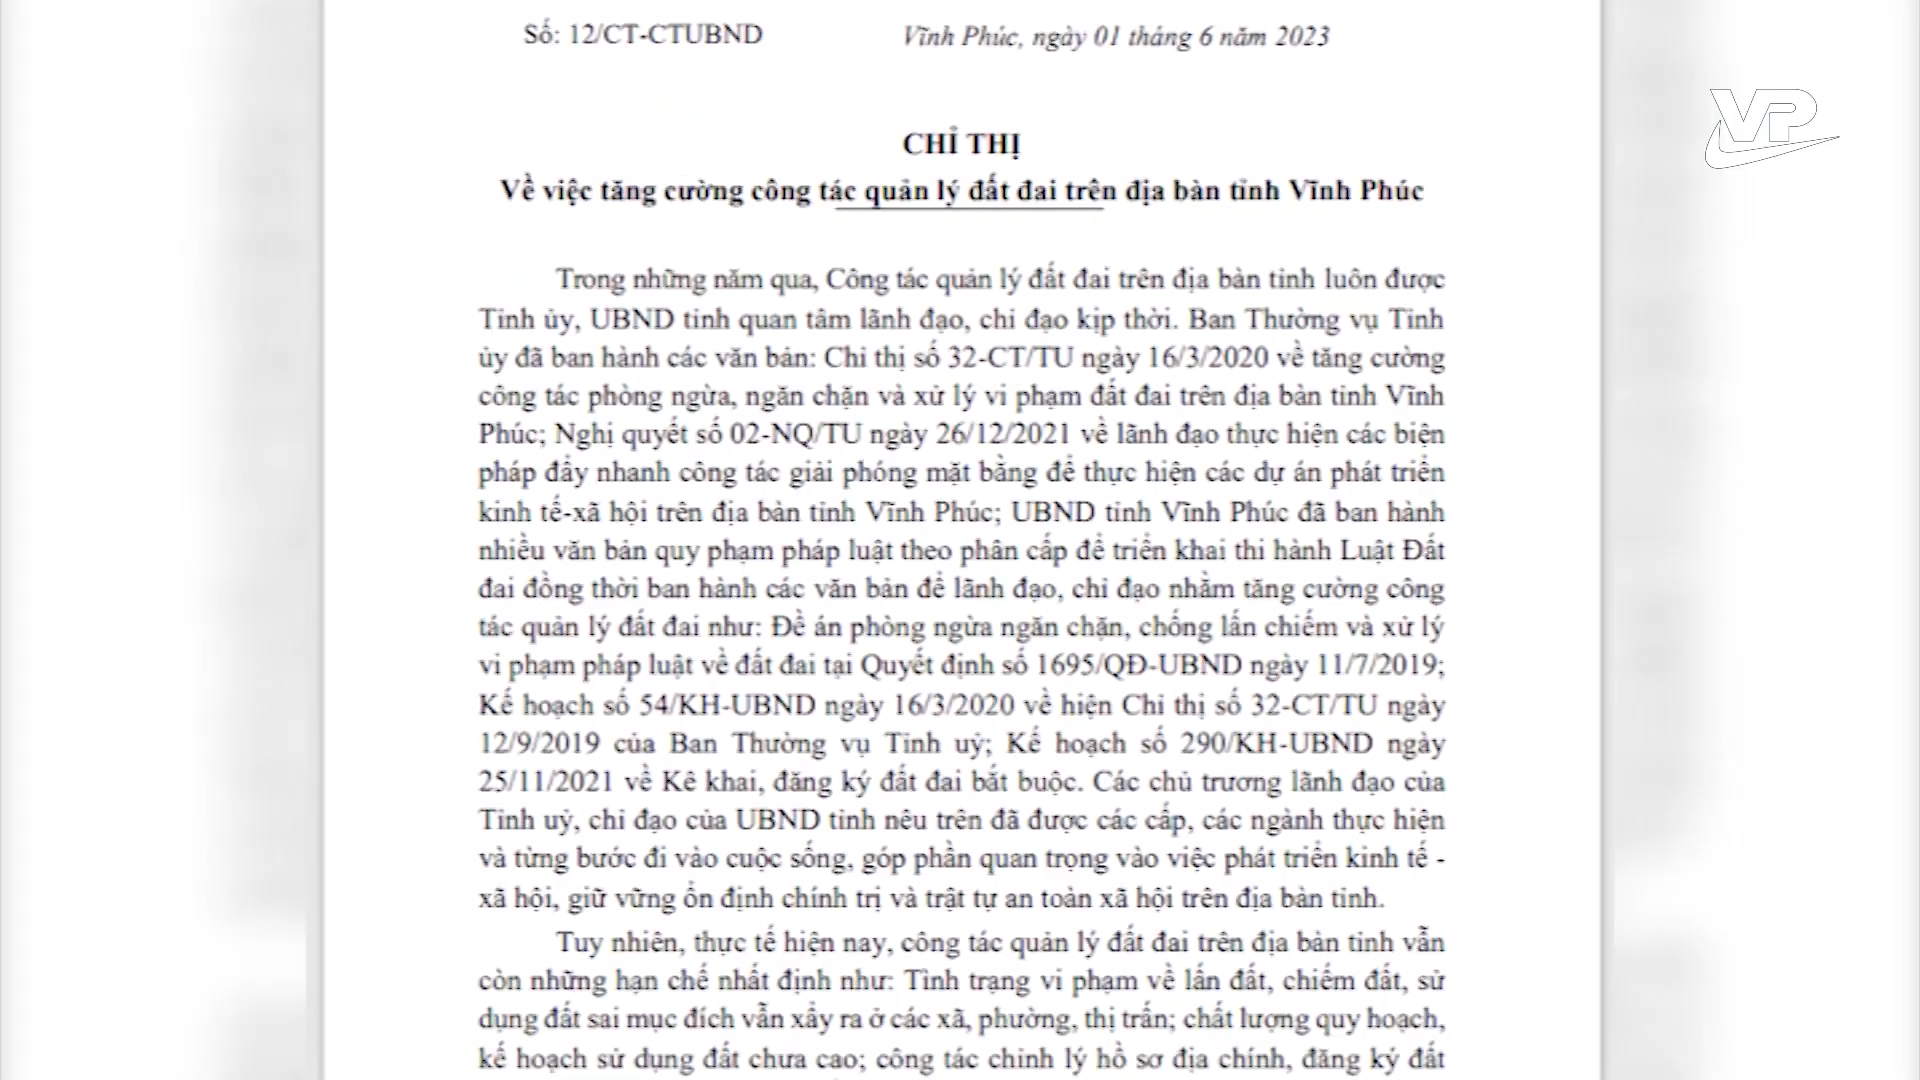 Số: 12/CT-CTUBND
Vĩnh Phúc, ngày 01 tháng 6 năm 2023
VP
CHỈ THỊ
Về việc tăng cường công tác quản lý đất đai trên địa bàn tỉnh Vĩnh Phúc
Trong những năm qua, Công tác quản lý đất đai trên địa bàn tỉnh luôn được
Tỉnh ủy, UBND tỉnh quan tâm lãnh đạo, chỉ đạo kịp thời. Ban Thường vụ Tỉnh
ủy đã ban hành các văn bản: Chỉ thị số 32-CT/TU ngày 16/3/2020 về tăng cường
công tác phòng ngừa, ngăn chặn và xử lý vi phạm đất đai trên địa bàn tỉnh Vĩnh
Phúc; Nghị quyết số 02-NQ/TU ngày 26/12/2021 về lãnh đạo thực hiện các biện
pháp đẩy nhanh công tác giải phóng mặt bằng để thực hiện các dự án phát triển
kinh tế-xã hội trên địa bàn tỉnh Vĩnh Phúc; UBND tỉnh Vĩnh Phúc đã ban hành
nhiều văn bản quy phạm pháp luật theo phân cấp để triển khai thi hành Luật Đất
đai đồng thời ban hành các văn bản để lãnh đạo, chỉ đạo nhằm tăng cường công
tác quản lý đất đai như: Đề án phòng ngừa ngăn chặn, chống lấn chiếm và xử lý
vi phạm pháp luật về đất đai tại Quyết định số 1695/QĐ-UBND ngày 11/7/2019;
Kế hoạch số 54/KH-UBND ngày 16/3/2020 về hiện Chỉ thị số 32-CT/TU ngày
12/9/2019 của Ban Thường vụ Tỉnh uỷ; Kế hoạch số 290/KH-UBND ngày
25/11/2021 về Kê khai, đăng ký đất đai bắt buộc. Các chủ trương lãnh đạo của
Tỉnh uỷ, chỉ đạo của UBND tỉnh nêu trên đã được các cấp, các ngành thực hiện
và từng bước đi vào cuộc sống, góp phần quan trọng vào việc phát triển kinh tế -
xã hội, giữ vững ổn định chính trị và trật tự an toàn xã hội trên địa bàn tỉnh.
Tuy nhiên, thực tế hiện nay, công tác quản lý đất đai trên địa bàn tỉnh vẫn
còn những hạn chế nhất định như: Tình trạng vi phạm về lấn đất, chiếm đất, sử
dụng đất sai mục đích vẫn xẩy ra ở các xã, phường, thị trấn; chất lượng quy hoạch,
kế hoạch sử dụng đất chưa cao; công tác chỉnh lý hồ sơ địa chính, đăng ký đất